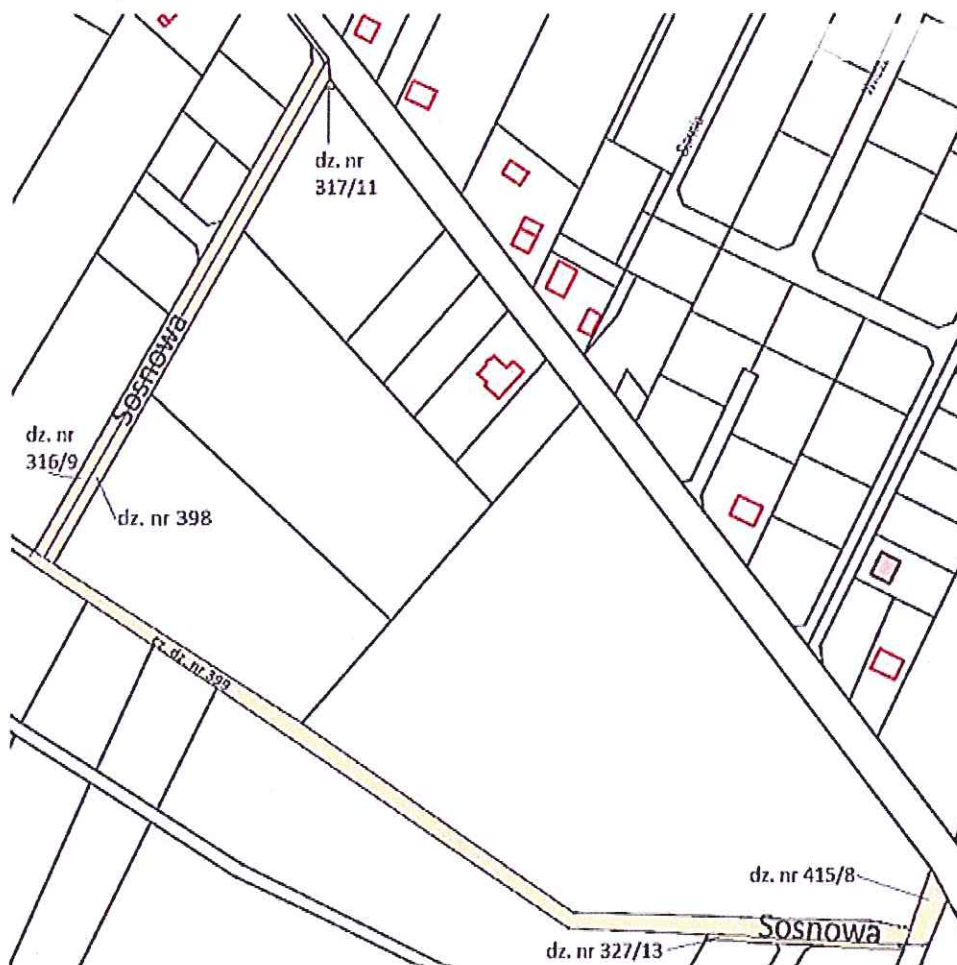 dz. nr
317/11
Sosnowa
dz. nr
316/9
dz. nr 398
cz. dz. nr 399
dz. nr 415/8
Sosnowa
dz. nr 327/13